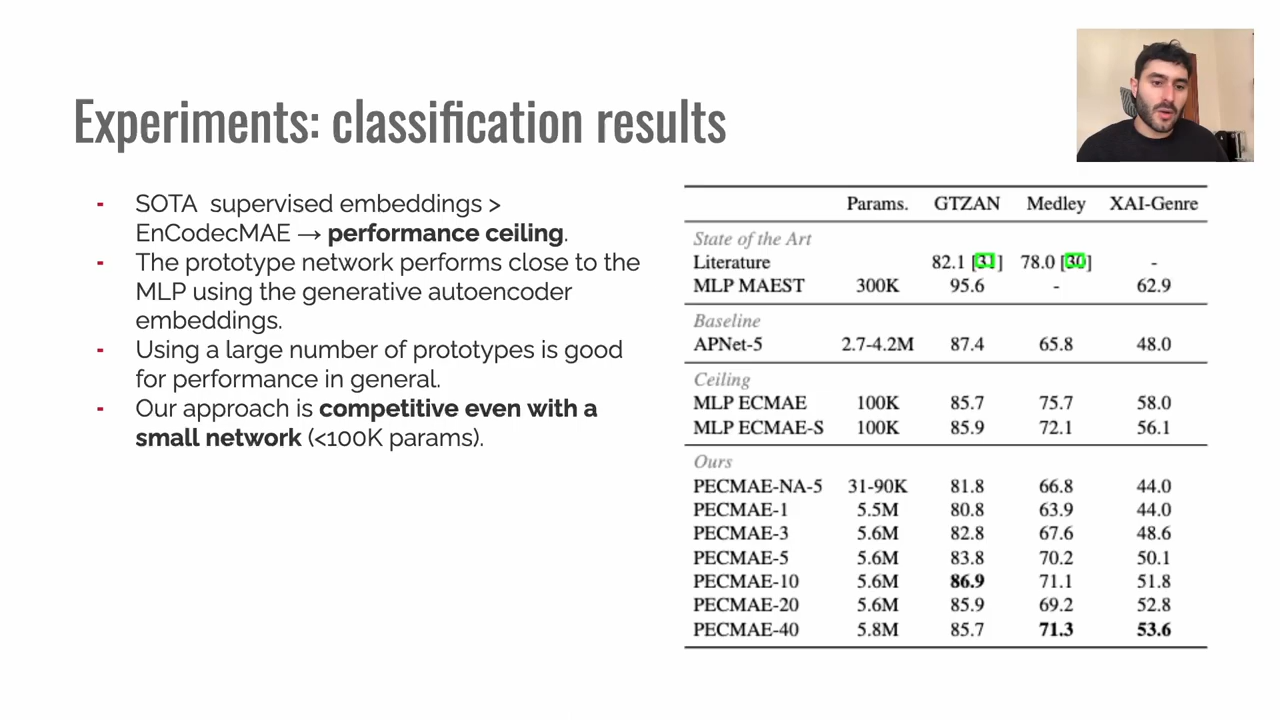 Experiments: classification results
- SOTA supervised embeddings >
EnCodecMAE → performance ceiling.
- The prototype network performs close to the
MLP using the generative autoencoder
embeddings.
- Using a large number of prototypes is good
for performance in general.
- Our approach is competitive even with a
small network (<100K params).
Params. GTZAN Medley XAI-Genre
State of the Art
Literature 82.1 [31] 78.0 [30] -
MLP MAEST 300K 95.6 - 62.9
Baseline
APNet-5 2.7-4.2M 87.4 65.8 48.0
Ceiling
MLP ECMAE 100K 85.7 75.7 58.0
MLP ECMAE-S 100K 85.9 72.1 56.1
Ours
PECMAE-NA-5 31-90K 81.8 66.8 44.0
PECMAE-1 5.5M 80.8 63.9 44.0
PECMAE-3 5.6M 82.8 67.6 48.6
PECMAE-5 5.6M 83.8 70.2 50.1
PECMAE-10 5.6M 86.9 71.1 51.8
PECMAE-20 5.6M 85.9 69.2 52.8
PECMAE-40 5.8M 85.7 71.3 53.6